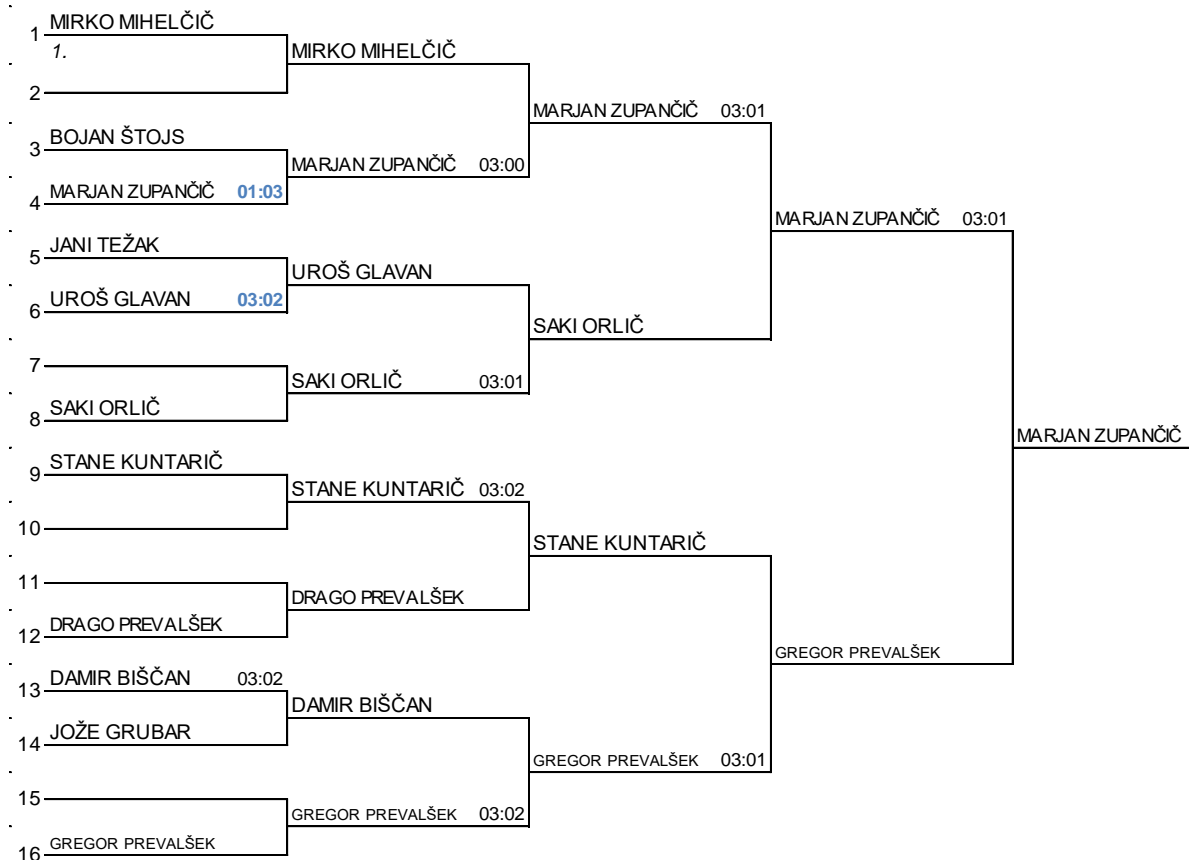 1 MIRKO MIHELČIČ
1.
2
3 BOJAN ŠTOJS
4 MARJAN ZUPANČIČ 01:03
5 JANI TEŽAK
6 UROŠ GLAVAN 03:02
7
8 SAKI ORLIČ
9 STANE KUNTARIČ
10
11
12 DRAGO PREVALŠEK
13 DAMIR BIŠČAN 03:02
14 JOŽE GRUBAR
15
16 GREGOR PREVALŠEK
MIRKO MIHELČIČ
MARJAN ZUPANČIČ 03:00
UROŠ GLAVAN
SAKI ORLIČ 03:01
STANE KUNTARIČ 03:02
DRAGO PREVALŠEK
DAMIR BIŠČAN
GREGOR PREVALŠEK 03:02
MARJAN ZUPANČIČ 03:01
SAKI ORLIČ
STANE KUNTARIČ
GREGOR PREVALŠEK 03:01
MARJAN ZUPANČIČ 03:01
GREGOR PREVALŠEK
MARJAN ZUPANČIČ